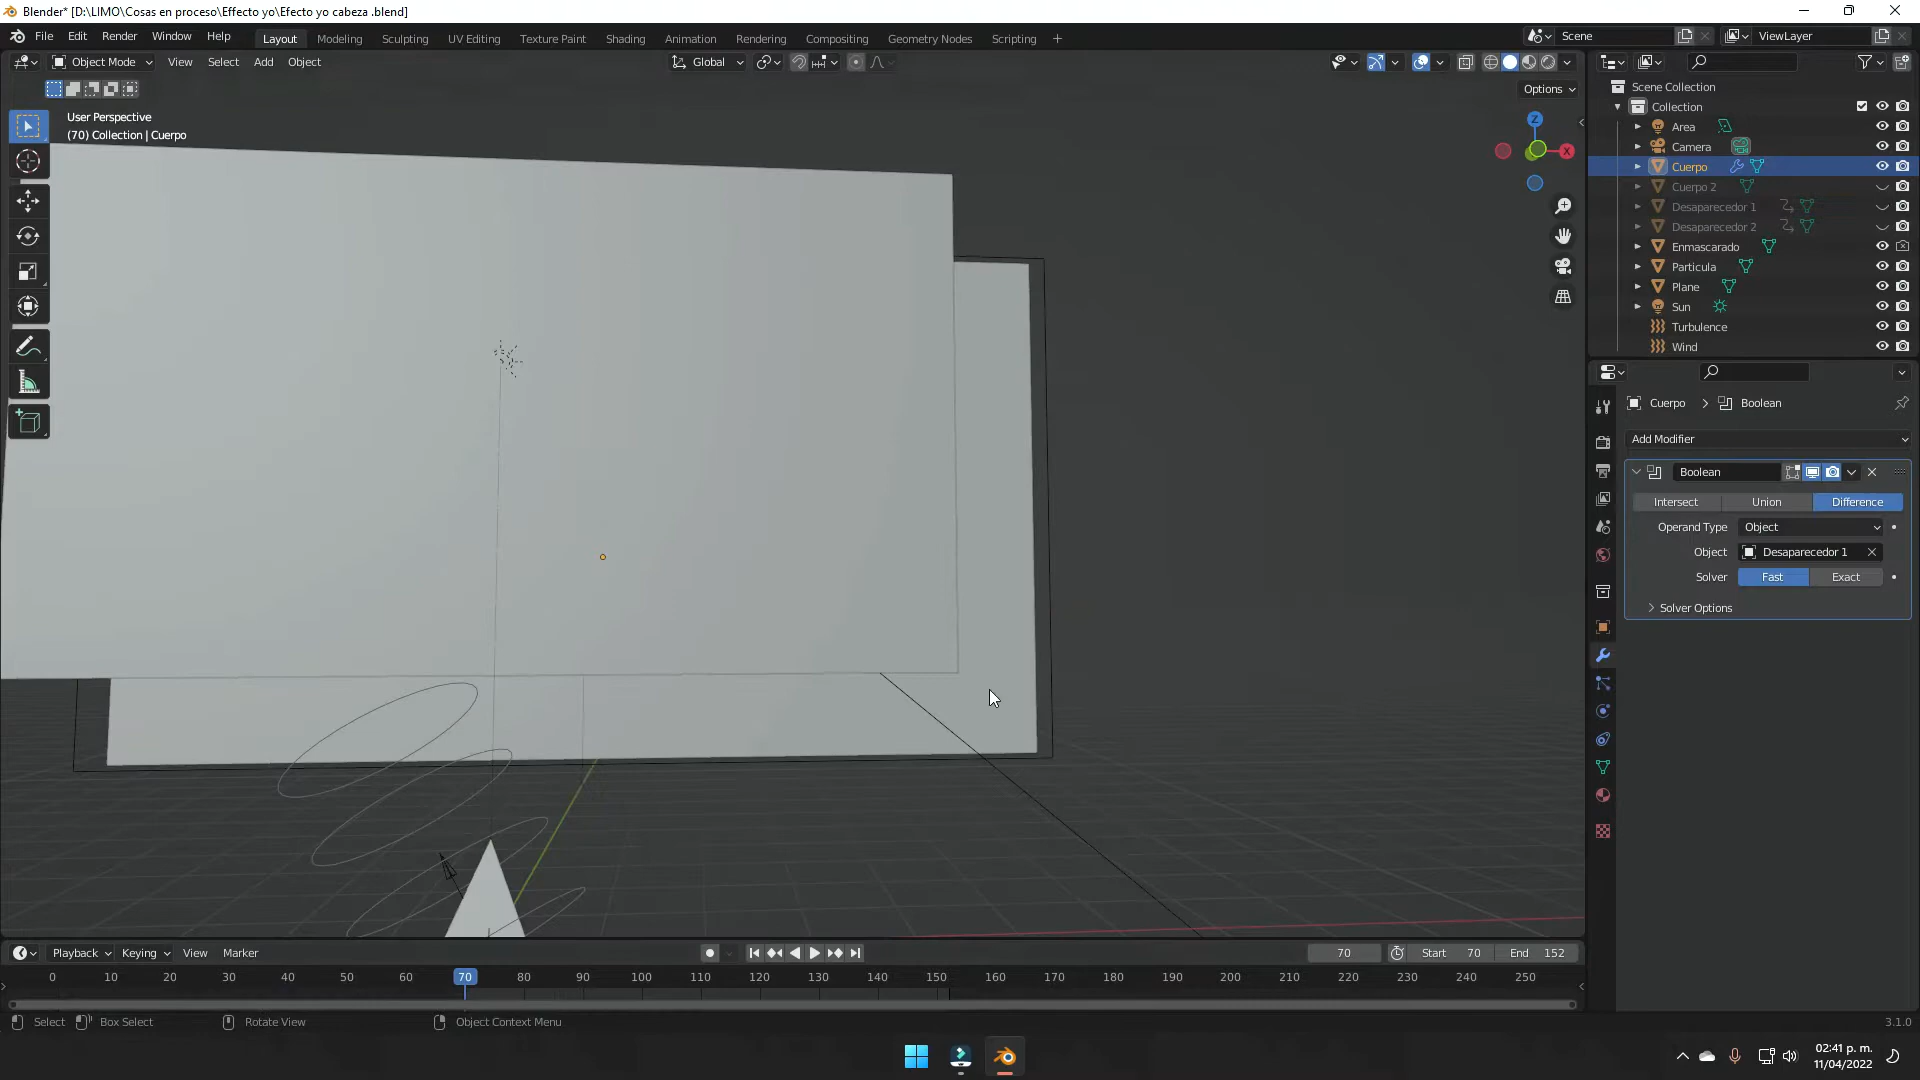 Blender* [D:\LIMO\Cosas en proceso\Effecto yo\Efecto yo cabeza .blend]
File Edit Render Window Help
Layout Modeling Sculpting UV Editing Texture Paint Shading Animation Rendering Compositing Geometry Nodes Scripting +
Scene
ViewLayer
Object Mode View Select Add Object
Global
Options
User Perspective
(70) Collection | Cuerpo
Z
X
Scene Collection
Collection
Area
Camera
Cuerpo
Cuerpo 2
Desaparecedor 1
Desaparecedor 2
Enmascarado
Particula
Plane
Sun
Turbulence
Wind
Cuerpo > Boolean
Add Modifier
Boolean
Intersect Union Difference
Operand Type Object
Object Desaparecedor 1
Solver Fast Exact
Solver Options
Playback Keying View Marker
70 Start 70 End 152
0 10 20 30 40 50 60 70 80 90 100 110 120 130 140 150 160 170 180 190 200 210 220 230 240 250
Select Box Select Rotate View Object Context Menu
3.1.0
02:41 p. m.
11/04/2022